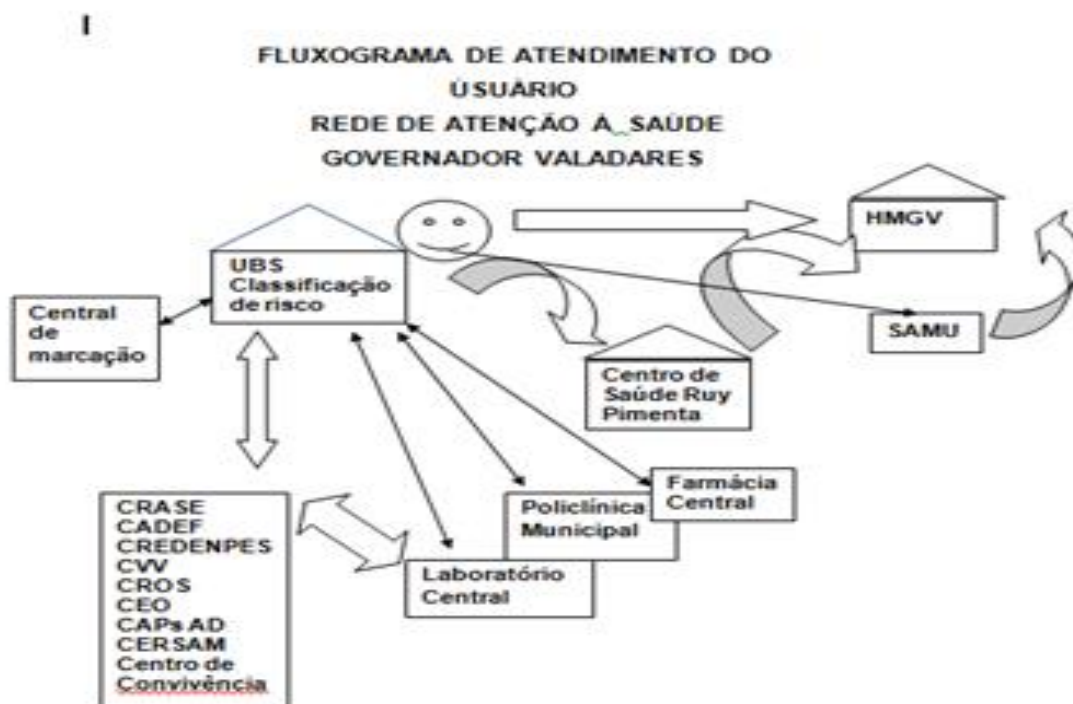 I
FLUXOGRAMA DE ATENDIMENTO DO
ÚSUÁRIO
REDE DE ATENÇÃO Á SAÚDE
GOVERNADOR VALADARES
HMGV
UBS
Classificação
de risco
Central
de
marcação
SAMU
Centro de
Saúde Ruy
Pimenta
Farmácia
Central
Policlínica
Municipal
Laboratório
Central
CRASE
CADEF
CREDENPES
CVV
CROS
CEO
CAPs AD
CERSAM
Centro de
Convivência